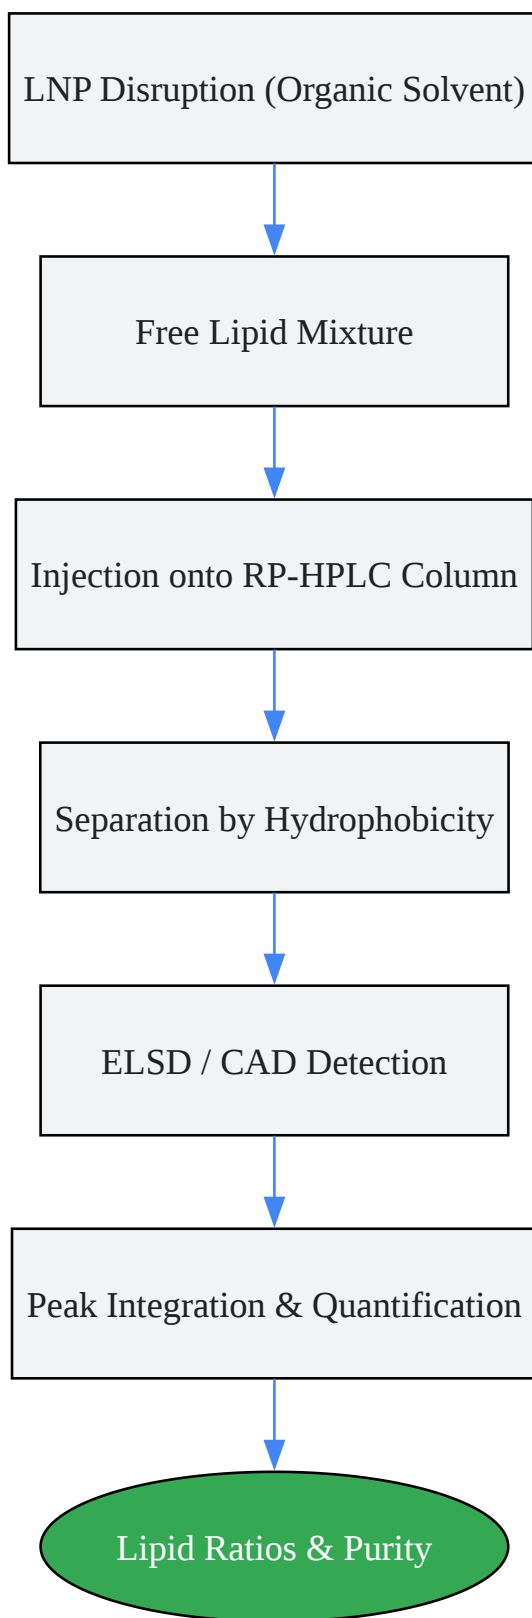 LNP Disruption (Organic Solvent)
Free Lipid Mixture
Injection onto RP-HPLC Column
Separation by Hydrophobicity
ELSD / CAD Detection
Peak Integration & Quantification
Lipid Ratios & Purity